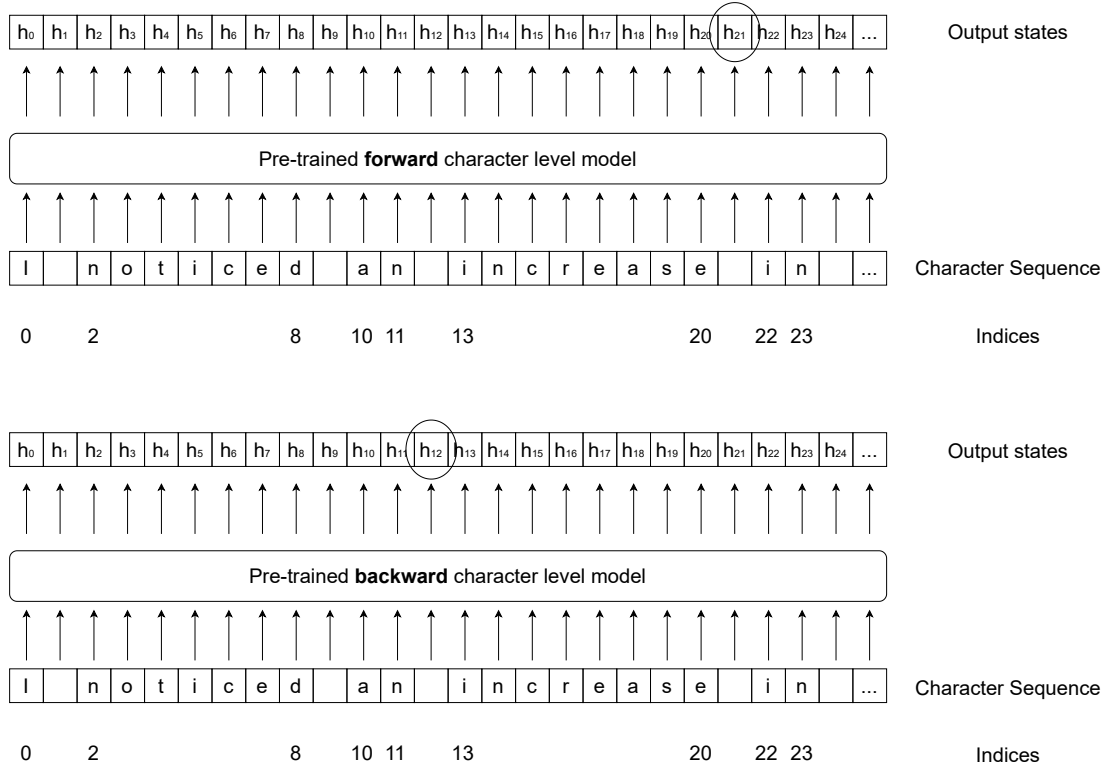 h₀ h₁ h₂ h₃ h₄ h₅ h₆ h₇ h₈ h₉ h₁₀ h₁₁ h₁₂ h₁₃ h₁₄ h₁₅ h₁₆ h₁₇ h₁₈ h₁₉ h₂₀ h₂₁ h₂₂ h₂₃ h₂₄ ... Output states
Pre-trained forward character level model
I n o t i c e d a n i n c r e a s e i n ... Character Sequence
0 2 8 10 11 13 20 22 23 Indices
h₀ h₁ h₂ h₃ h₄ h₅ h₆ h₇ h₈ h₉ h₁₀ h₁₁ h₁₂ h₁₃ h₁₄ h₁₅ h₁₆ h₁₇ h₁₈ h₁₉ h₂₀ h₂₁ h₂₂ h₂₃ h₂₄ ... Output states
Pre-trained backward character level model
I n o t i c e d a n i n c r e a s e i n ... Character Sequence
0 2 8 10 11 13 20 22 23 Indices